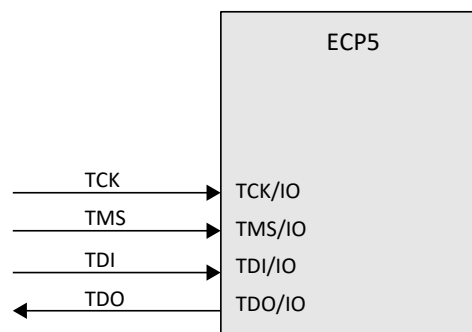 ECP5
TCK TCK/IO
TMS TMS/IO
TDI TDI/IO
TDO TDO/IO